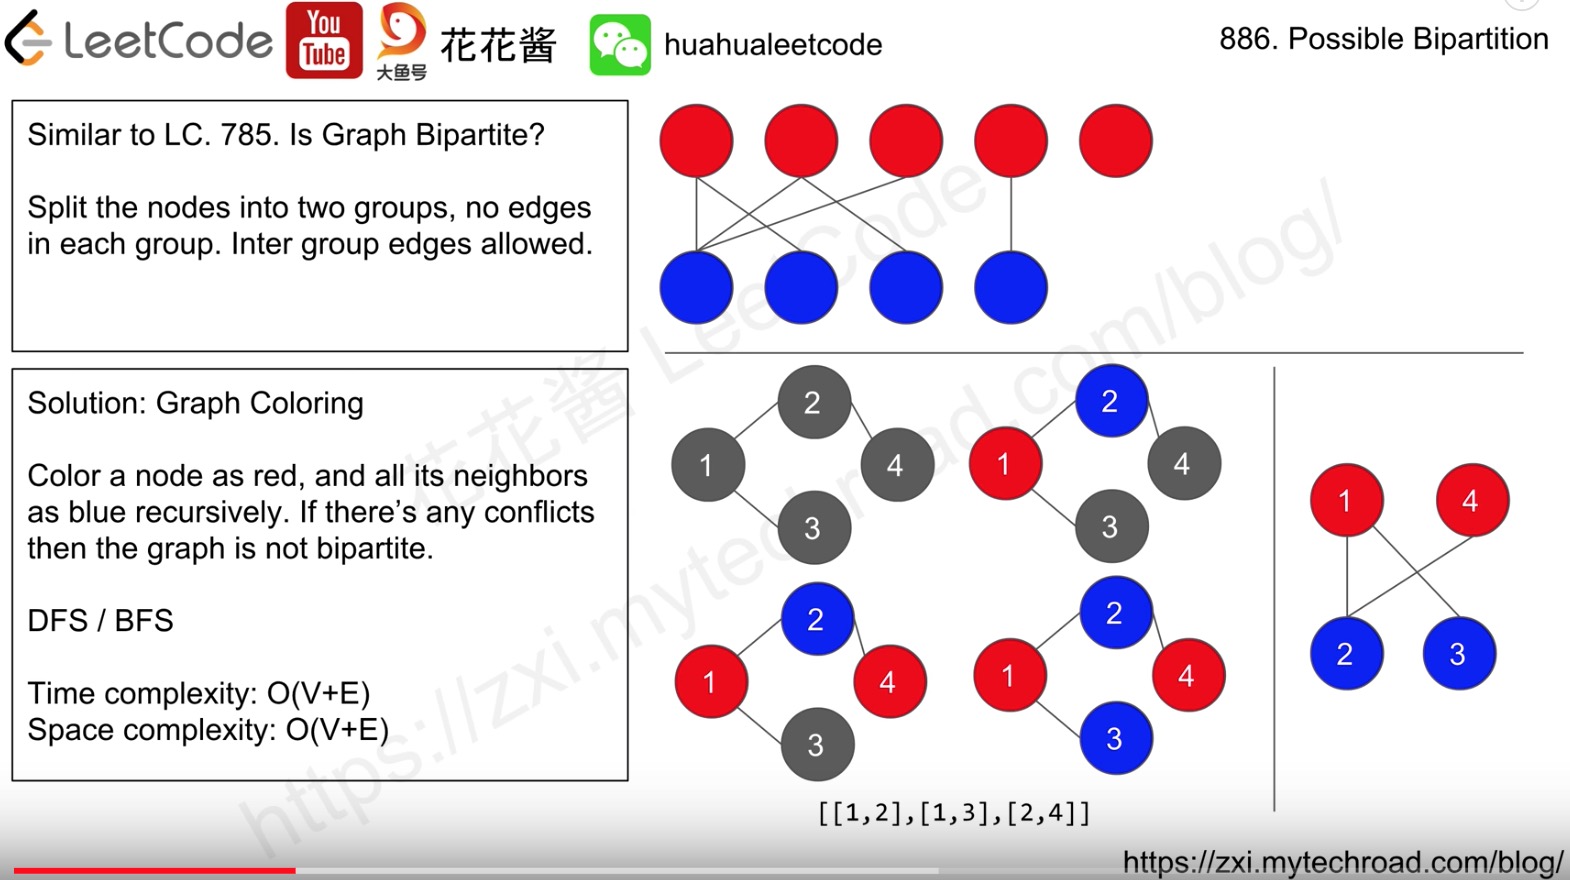 LeetCode
You
Tube
大鱼号
花花酱
huahualeetcode
886. Possible Bipartition
Similar to LC. 785. Is Graph Bipartite?
Split the nodes into two groups, no edges
in each group. Inter group edges allowed.
Solution: Graph Coloring
Color a node as red, and all its neighbors
as blue recursively. If there’s any conflicts
then the graph is not bipartite.
DFS / BFS
Time complexity: O(V+E)
Space complexity: O(V+E)
2
1
4
3
2
1
4
3
2
1
4
3
2
1
4
3
[[1,2],[1,3],[2,4]]
1
4
2
3
花花酱 LeetCode
https://zxi.mytechroad.com/blog/
https://zxi.mytechroad.com/blog/